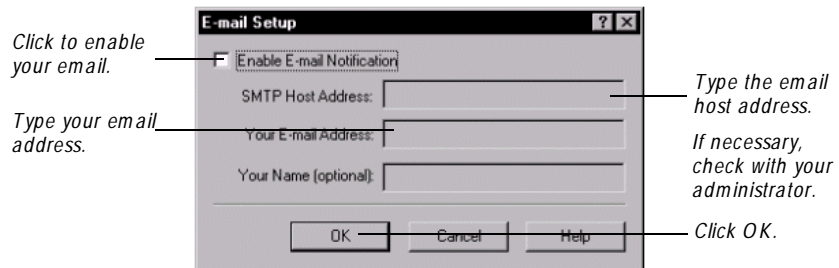 E-mail Setup
Click to enable
your email.
Enable E-mail Notification
SMTP Host Address:
Type the email
host address.
Type your email
address.
Your E-mail Address:
If necessary,
check with your
administrator.
Your Name (optional):
OK
Cancel
Help
Click OK.